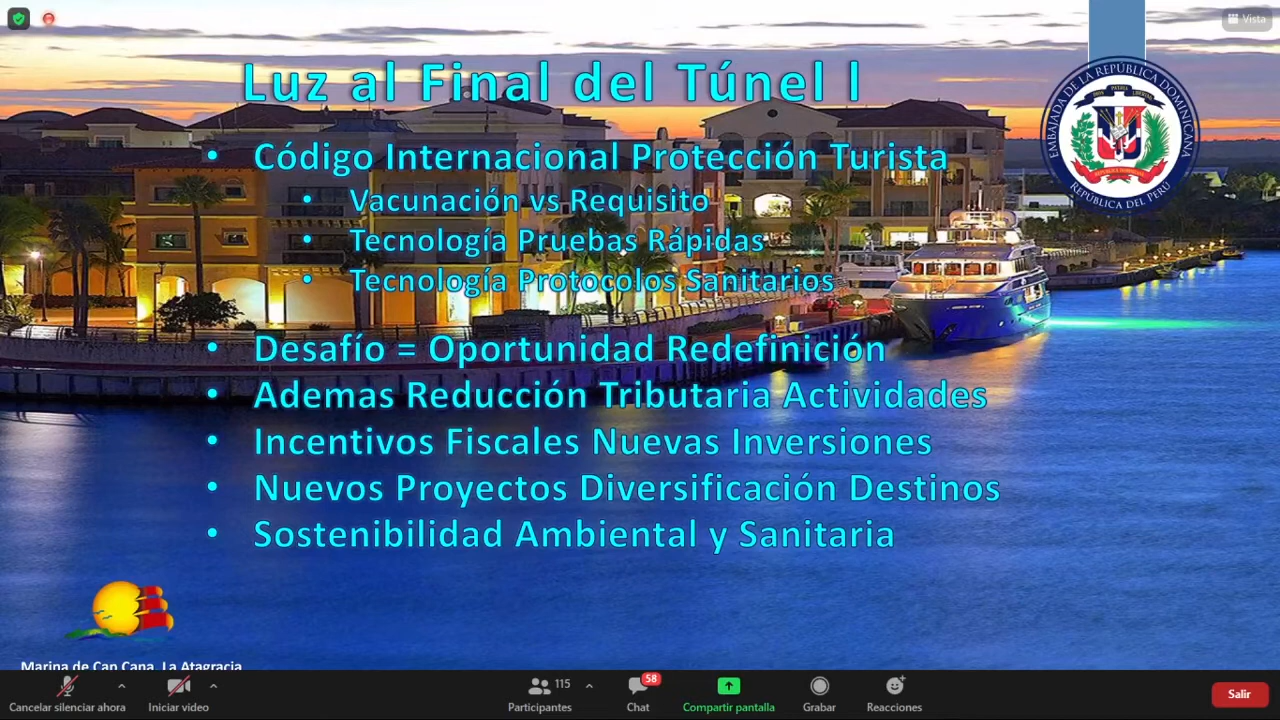 Vista
Luz al Final del Túnel I
EMBAJADA DE LA REPÚBLICA DOMINICANA
REPÚBLICA DEL PERÚ
• Código Internacional Protección Turista
• Vacunación vs Requisito
• Tecnología Pruebas Rápidas
• Tecnología Protocolos Sanitarios
• Desafío = Oportunidad Redefinición
• Ademas Reducción Tributaria Actividades
• Incentivos Fiscales Nuevas Inversiones
• Nuevos Proyectos Diversificación Destinos
• Sostenibilidad Ambiental y Sanitaria
Marina de Cap Cana, La Atagracia
Cancelar silenciar ahora
Iniciar vídeo
Participantes 115
Chat 58
Compartir pantalla
Grabar
Reacciones
Salir